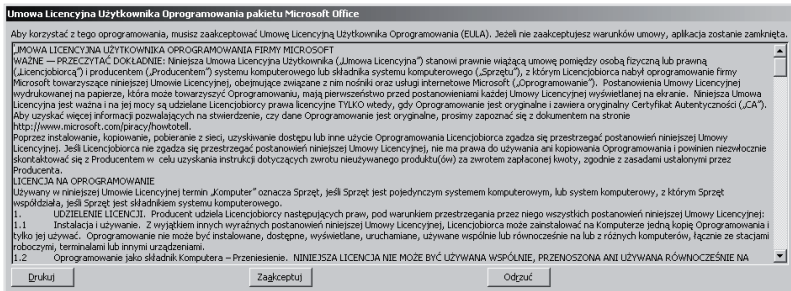 Umowa Licencyjna Użytkownika Oprogramowania pakietu Microsoft Office
Aby korzystać z tego oprogramowania, musisz zaakceptować Umowę Licencyjną Użytkownika Oprogramowania (EULA). Jeżeli nie zaakceptujesz warunków umowy, aplikacja zostanie zamknięta.
UMOWA LICENCYJNA UŻYTKOWNIKA OPROGRAMOWANIA FIRMY MICROSOFT
WAŻNE — PRZECZYTAĆ DOKŁADNIE: Niniejsza Umowa Licencyjna Użytkownika („Umowa Licencyjna") stanowi prawnie wiążącą umowę pomiędzy osobą fizyczną lub prawną
(„Licencjobiorcą") i producentem („Producentem") systemu komputerowego lub składnika systemu komputerowego („Sprzętu"), z którym Licencjobiorca nabył oprogramowanie firmy
Microsoft towarzyszące niniejszej Umowie Licencyjnej, obejmujące związane z nim nośniki oraz usługi internetowe Microsoft („Oprogramowanie"). Postanowienia Umowy Licencyjnej
wydrukowanej na papierze, która może towarzyszyć Oprogramowaniu, mają pierwszeństwo przed postanowieniami każdej Umowy Licencyjnej wyświetlanej na ekranie. Niniejsza Umowa
Licencyjna jest ważna i na jej mocy są udzielane Licencjobiorcy prawa licencyjne TYLKO wtedy, gdy Oprogramowanie jest oryginalne i zawiera oryginalny Certyfikat Autentyczności („CA").
Aby uzyskać więcej informacji pozwalających na stwierdzenie, czy dane Oprogramowanie jest oryginalne, prosimy zapoznać się z dokumentem na stronie
http://www.microsoft.com/piracy/howtotell.
Poprzez instalowanie, kopiowanie, pobieranie z sieci, uzyskiwanie dostępu lub inne użycie Oprogramowania Licencjobiorca zgadza się przestrzegać postanowień niniejszej Umowy
Licencyjnej. Jeśli Licencjobiorca nie zgadza się przestrzegać postanowień niniejszej Umowy Licencyjnej, nie ma prawa do używania ani kopiowania Oprogramowania i powinien niezwłocznie
skontaktować się z Producentem w celu uzyskania instrukcji dotyczących zwrotu nieużywanego produktu(ów) za zwrotem zapłaconej kwoty, zgodnie z zasadami ustalonymi przez
Producenta.
LICENCJA NA OPROGRAMOWANIE
Używany w niniejszej Umowie Licencyjnej termin „Komputer" oznacza Sprzęt, jeśli Sprzęt jest pojedynczym systemem komputerowym, lub system komputerowy, z którym Sprzęt
współdziała, jeśli Sprzęt jest składnikiem systemu komputerowego.
1. UDZIELENIE LICENCJI. Producent udziela Licencjobiorcy następujących praw, pod warunkiem przestrzegania przez niego wszystkich postanowień niniejszej Umowy Licencyjnej:
1.1 Instalacja i używanie. Z wyjątkiem innych wyraźnych postanowień niniejszej Umowy Licencyjnej, Licencjobiorca może zainstalować na Komputerze jedną kopię Oprogramowania i
tylko jej używać. Oprogramowanie nie może być instalowane, dostępne, wyświetlane, uruchamiane, używane wspólnie lub równocześnie na lub z różnych komputerów, łącznie ze stacjami
roboczymi, terminalami lub innymi urządzeniami.
1.2 Oprogramowanie jako składnik Komputera – Przeniesienie. NINIEJSZA LICENCJA NIE MOŻE BYĆ UŻYWANA WSPÓLNIE, PRZENOSZONA ANI UŻYWANA RÓWNOCZEŚNIE NA
Drukuj Zaakceptuj Odrzuć